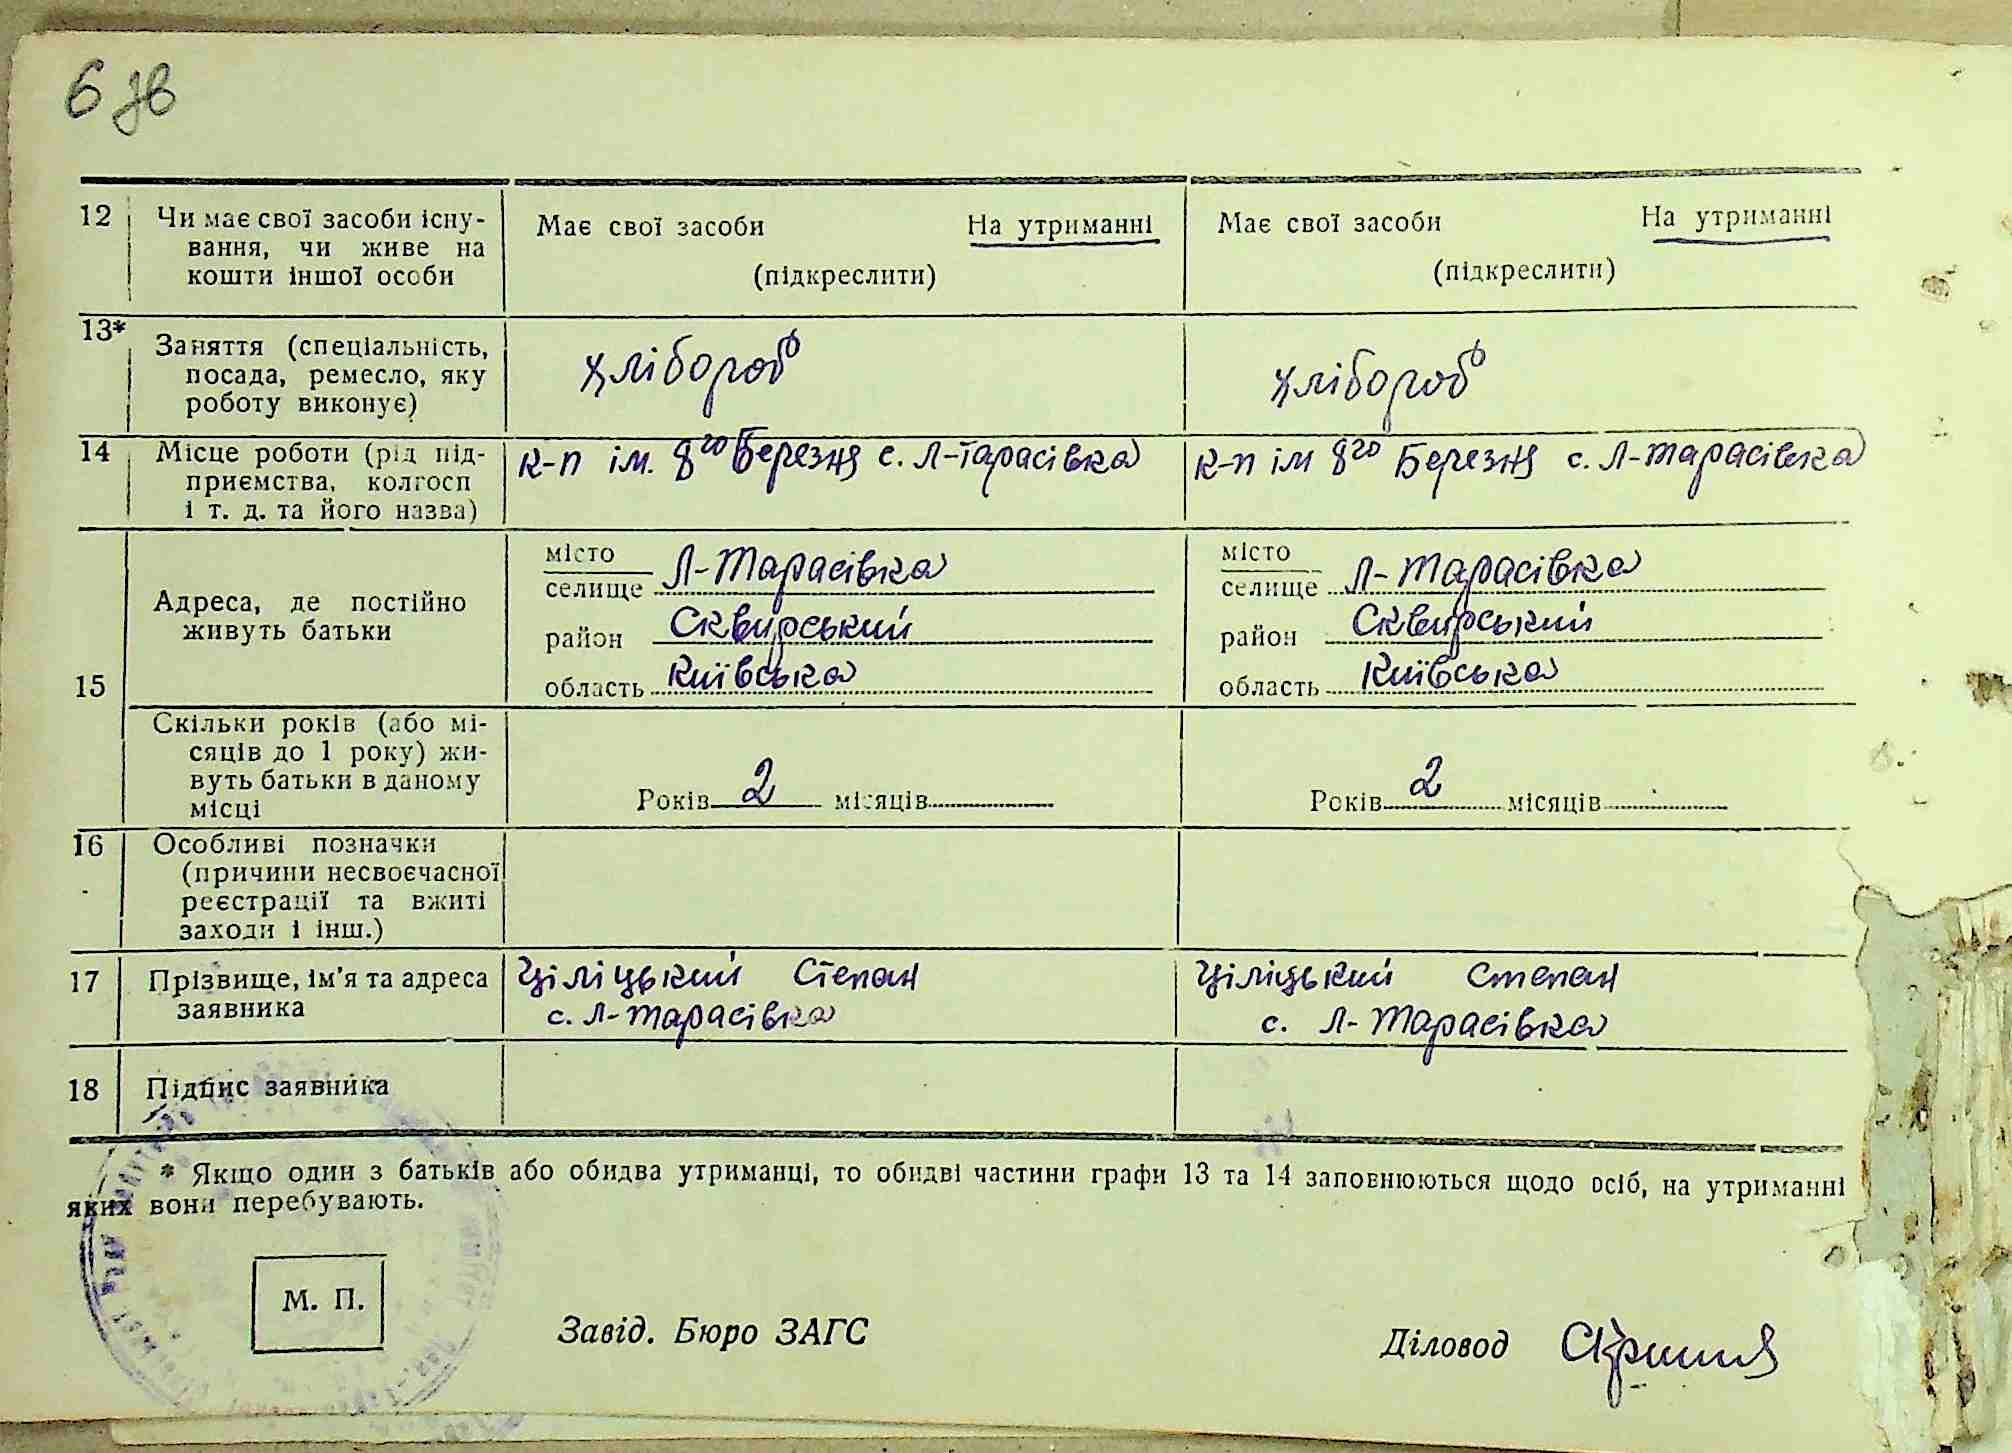 6 зв
12 Чи має свої засоби існу-
вання, чи живе на
кошти іншої особи
Має свої засоби На утриманні
(підкреслити)
Має свої засоби На утриманні
(підкреслити)
13* Заняття (спеціальність,
посада, ремесло, яку
роботу виконує)
хлібороб
хлібороб
14 Місце роботи (рід під-
приємства, колгосп
і т. д. та його назва)
к-п ім. 8го Березня с. Л-Тарасівка
к-п ім 8го Березня с. Л-Тарасівка
15 Адреса, де постійно
живуть батьки
місто
селище Л-Тарасівка
район Сквирський
область Київська
місто
селище Л-Тарасівка
район Сквирський
область Київська
Скільки років (або мі-
сяців до 1 року) жи-
вуть батьки в даному
місці
Років 2 місяців
Років 2 місяців
16 Особливі позначки
(причини несвоєчасної
реєстрації та вжиті
заходи і інш.)
17 Прізвище, ім'я та адреса
заявника
Ціліцький Степан
с. Л-Тарасівка
Ціліцький Степан
с. Л-Тарасівка
18 Підпис заявника
* Якщо один з батьків або обидва утриманці, то обидві частини графи 13 та 14 заповнюються щодо осіб, на утриманні
яких вони перебувають.
М. П.
Завід. Бюро ЗАГС
Діловод